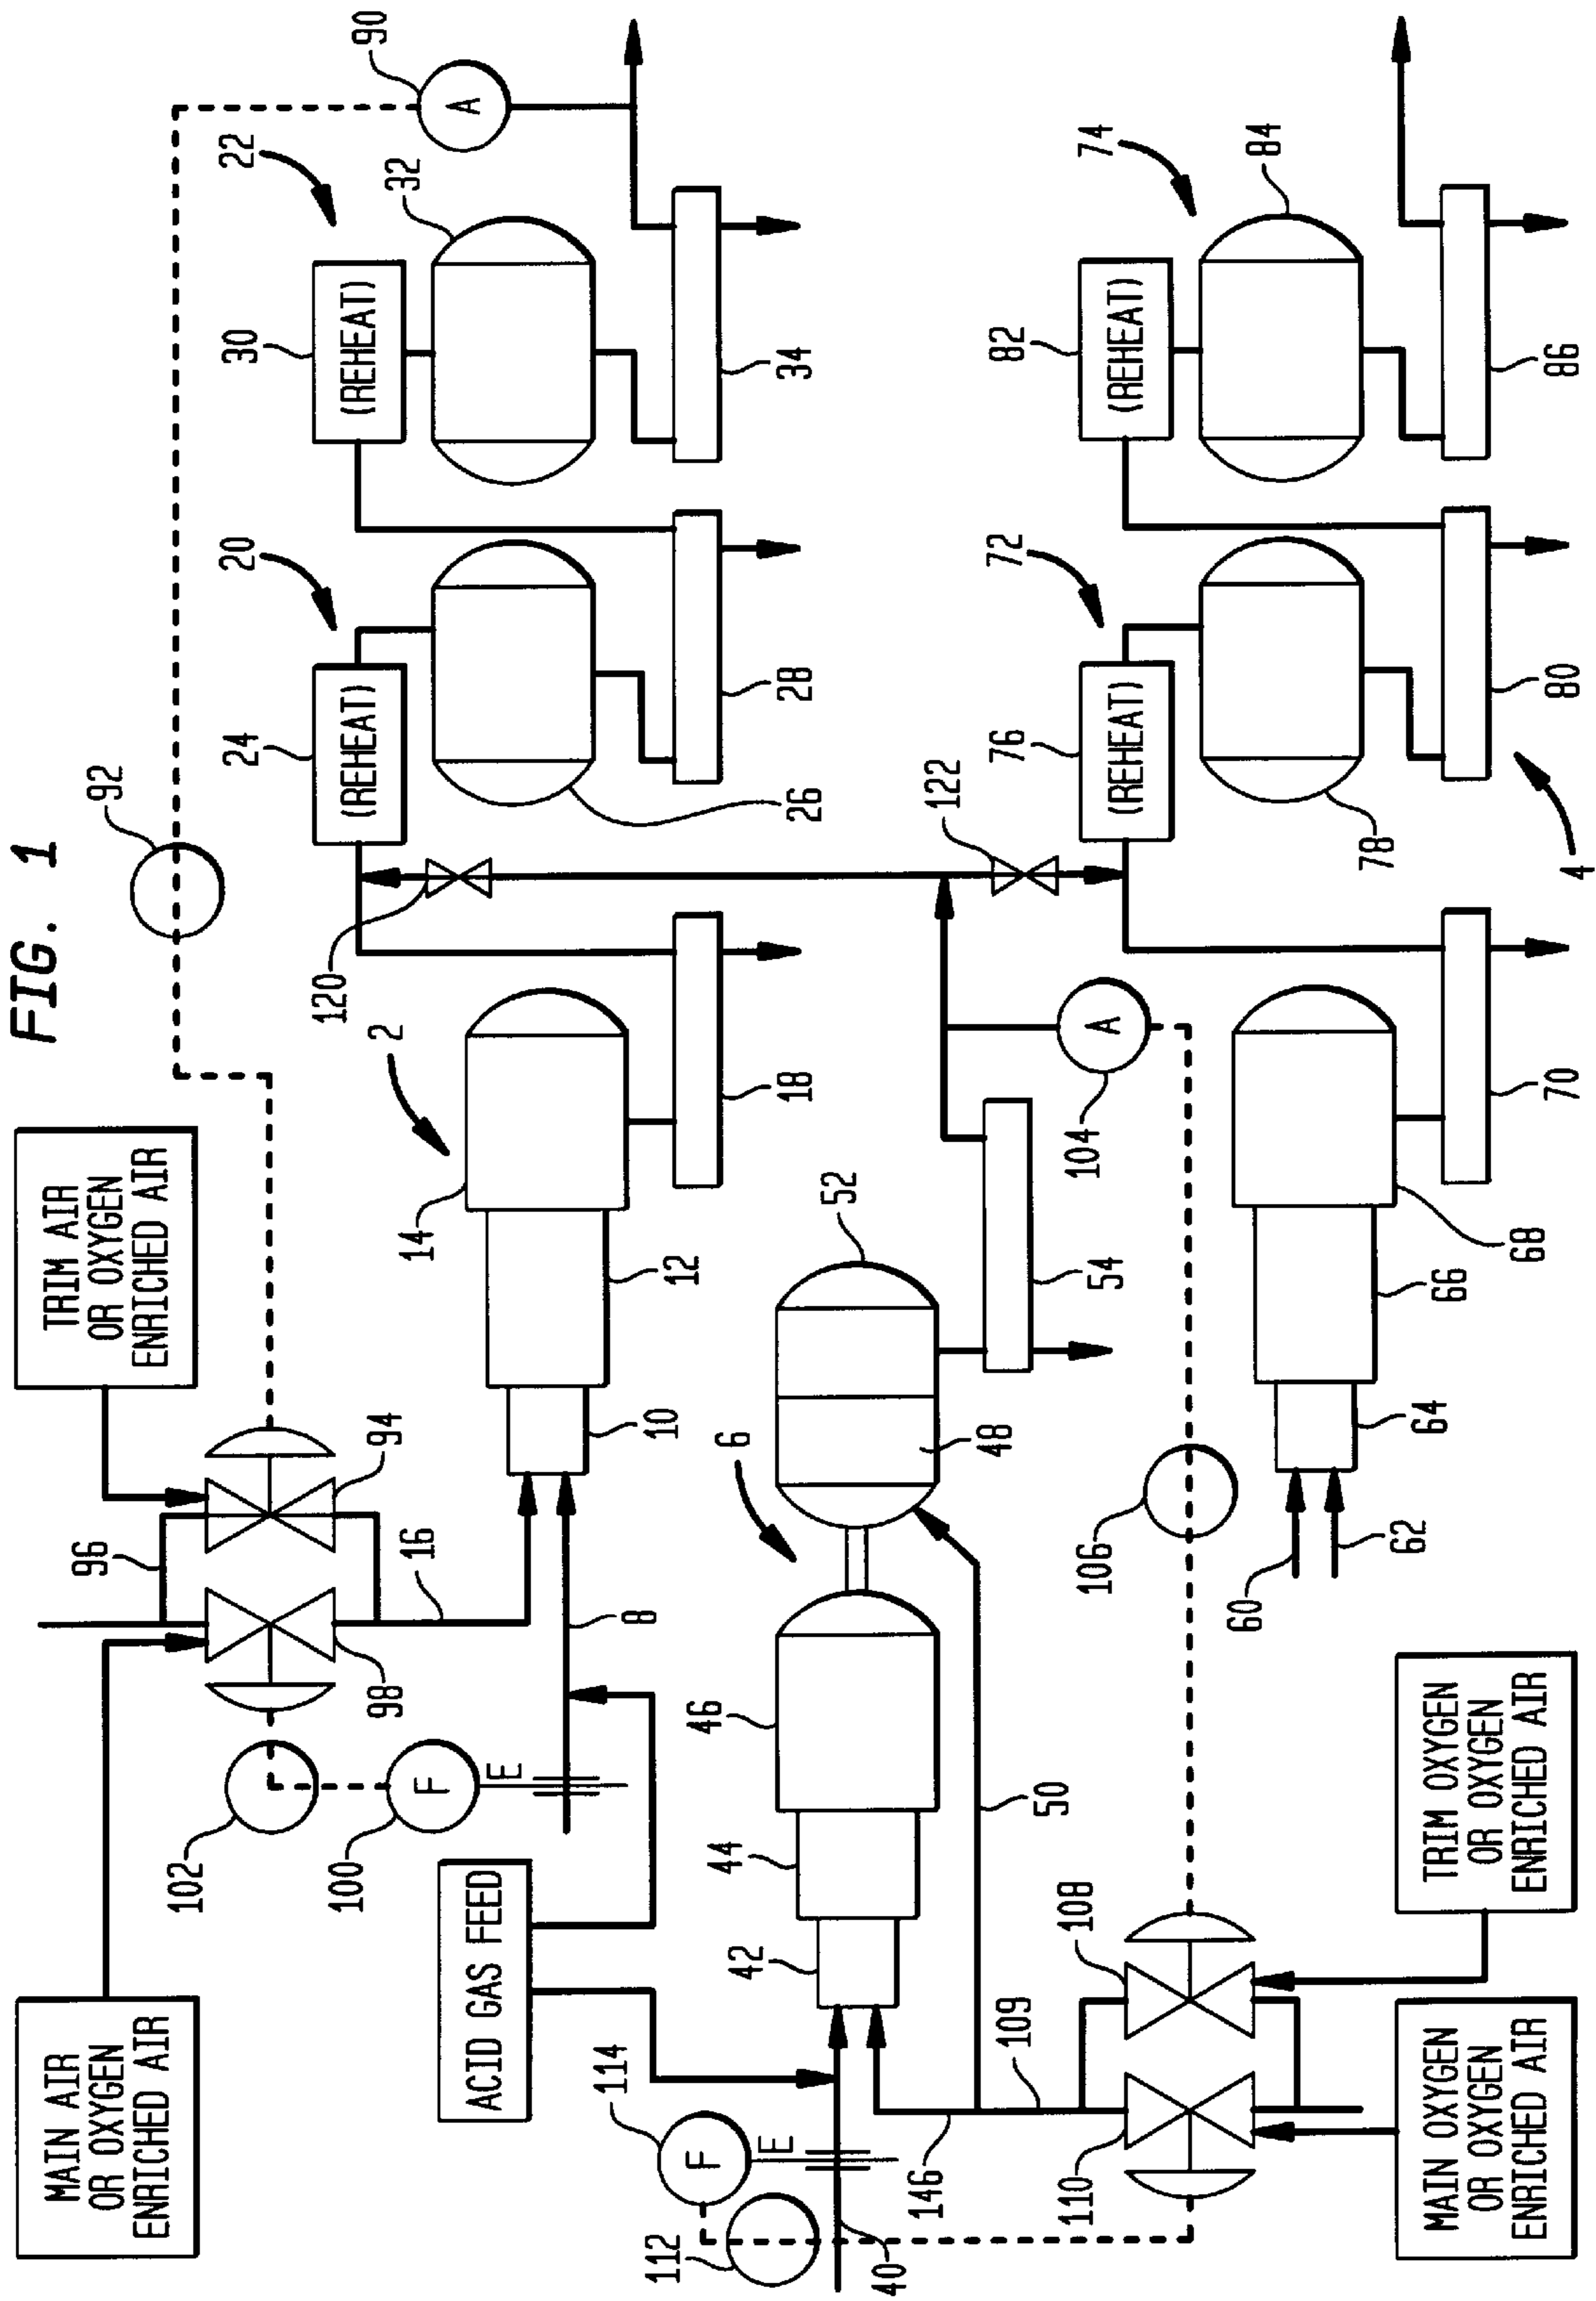 FIG. 1
MAIN AIR
OR OXYGEN
ENRICHED AIR
TRIM AIR
OR OXYGEN
ENRICHED AIR
92
90
A
96
94
98
102
100
F
E
16
8
10
12
14
2
18
120
24
(REHEAT)
20
26
28
30
(REHEAT)
22
32
34
ACID GAS FEED
114
F
E
112
40
146
109
42
44
46
50
6
48
52
54
104
A
106
122
110
108
MAIN OXYGEN
OR OXYGEN
ENRICHED AIR
TRIM OXYGEN
OR OXYGEN
ENRICHED AIR
60
62
64
66
68
70
76
(REHEAT)
72
78
80
4
82
(REHEAT)
74
84
86